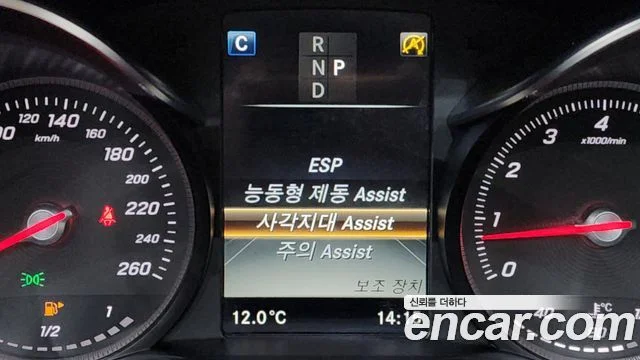 C
R
N P
D
ESP
능동형 제동 Assist
사각지대 Assist
주의 Assist
보조 장치
12.0°C
140
160
km/h
180
200
220
240
260
1/2
1
4
x1000/min
3
2
1
0
40
°C
신뢰를 더하다
encar.com